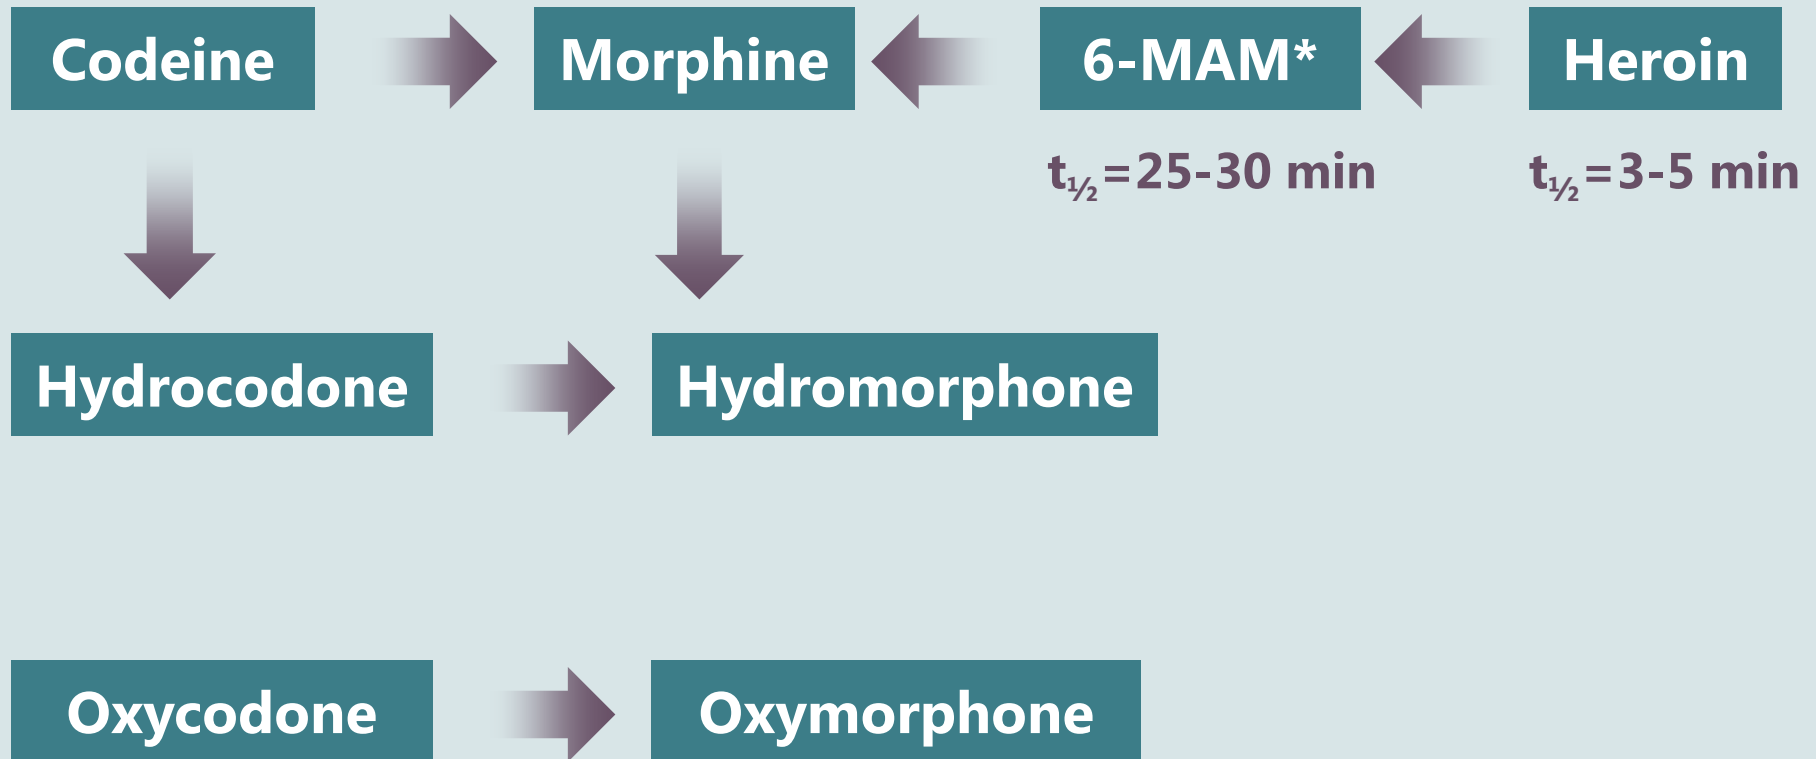 Codeine Morphine 6-MAM* Heroin
t½=25-30 min t½=3-5 min
Hydrocodone Hydromorphone
Oxycodone Oxymorphone